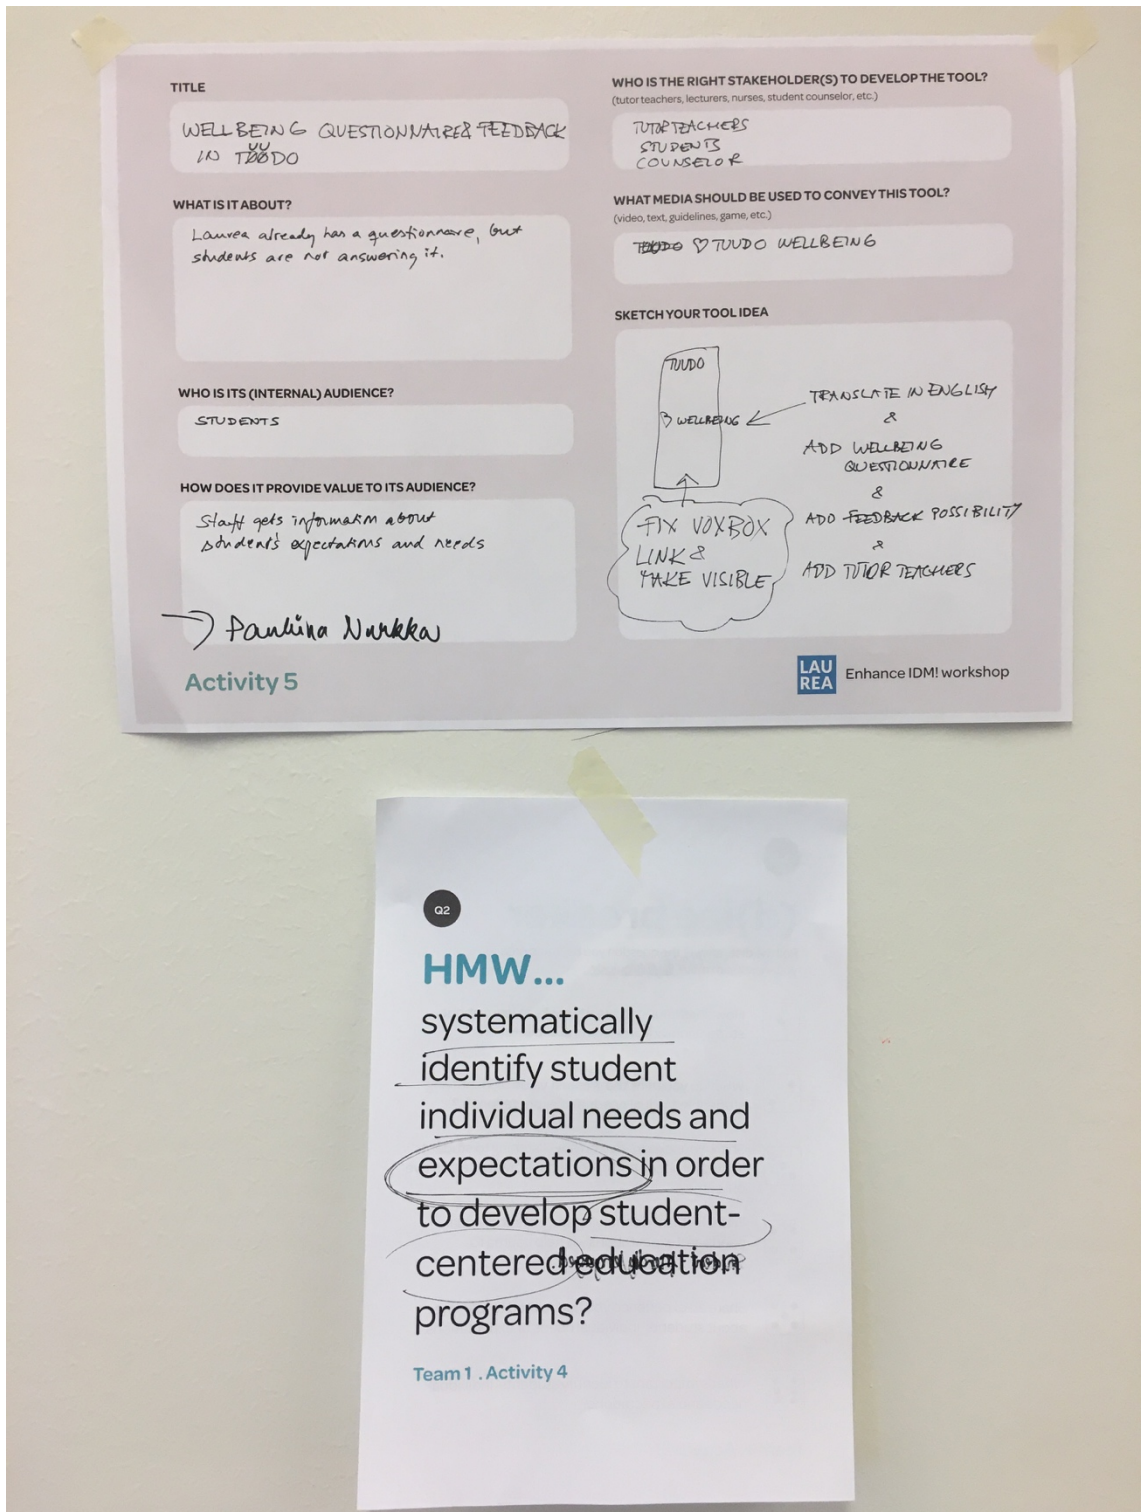 TITLE
WELLBEING QUESTIONNAIRE & FEEDBACK
IN TUUDO
WHAT IS IT ABOUT?
Laurea already has a questionnaire, but
students are not answering it.
WHO IS ITS (INTERNAL) AUDIENCE?
STUDENTS
HOW DOES IT PROVIDE VALUE TO ITS AUDIENCE?
Staff gets information about
student's expectations and needs
→ Pauliina Nurkka
Activity 5
WHO IS THE RIGHT STAKEHOLDER(S) TO DEVELOP THE TOOL?
(tutor teachers, lecturers, nurses, student counselor, etc.)
TUTOR TEACHERS
STUDENTS
COUNSELOR
WHAT MEDIA SHOULD BE USED TO CONVEY THIS TOOL?
(video, text, guidelines, game, etc.)
♡ TUUDO WELLBEING
SKETCH YOUR TOOL IDEA
TUUDO
♡ WELLBEING
FIX VOXBOX
LINK &
MAKE VISIBLE
TRANSLATE IN ENGLISH
&
ADD WELLBEING
QUESTIONNAIRE
&
ADD FEEDBACK POSSIBILITY
&
ADD TUTOR TEACHERS
LAU
REA
Enhance IDM! workshop
Q2
HMW...
systematically
identify student
individual needs and
expectations in order
to develop student-
centered education
programs?
Team 1 . Activity 4